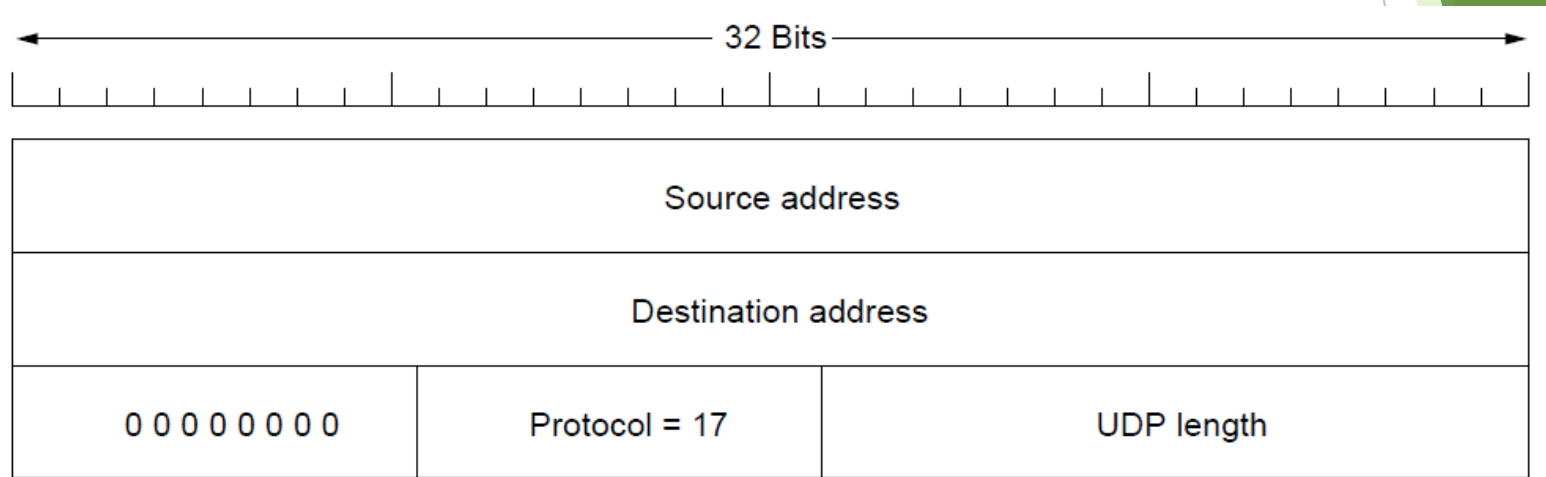 32 Bits
Source address
Destination address
0 0 0 0 0 0 0 0 Protocol = 17 UDP length